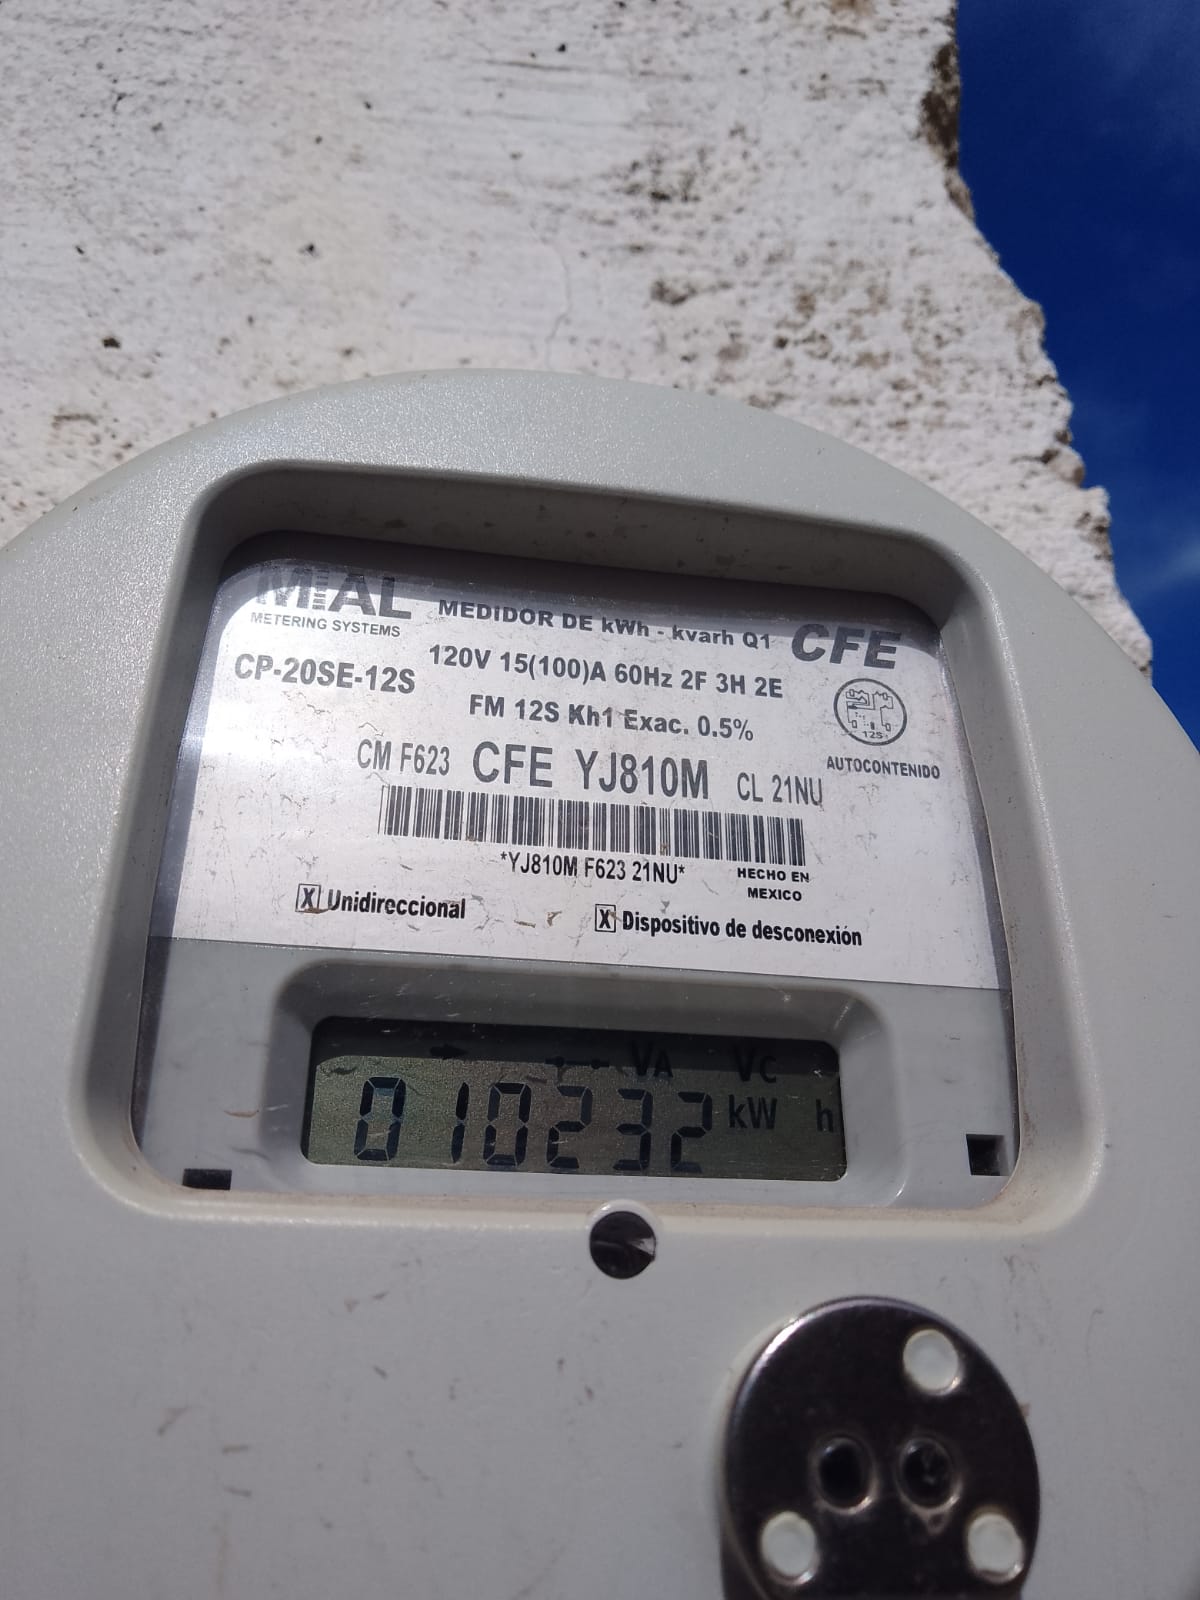 MIAL
METERING SYSTEMS
MEDIDOR DE kWh - kvarh Q1
CFE
CP-20SE-12S
120V 15(100)A 60Hz 2F 3H 2E
FM 12S Kh1 Exac. 0.5%
12S
AUTOCONTENIDO
CM F623 CFE YJ810M CL 21NU
*YJ810M F623 21NU*
HECHO EN
MEXICO
X Unidireccional
X Dispositivo de desconexión
VA VC
010232 kW h